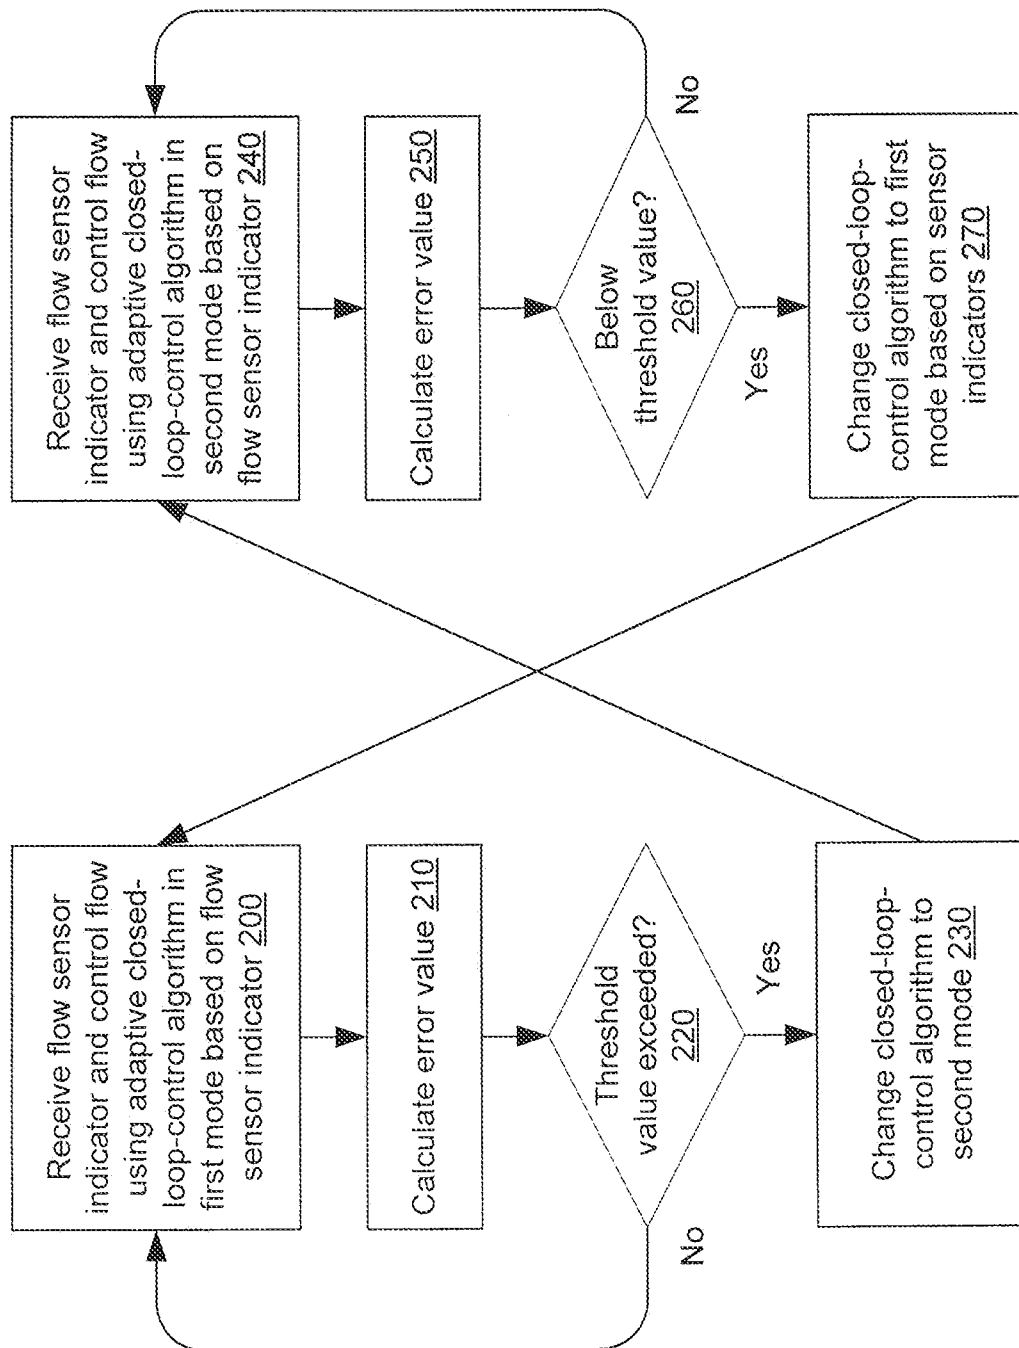 Receive flow sensor
indicator and control flow
using adaptive closed-
loop-control algorithm in
first mode based on flow
sensor indicator 200
Calculate error value 210
Threshold
value exceeded?
220
No
Yes
Change closed-loop-
control algorithm to
second mode 230
Receive flow sensor
indicator and control flow
using adaptive closed-
loop-control algorithm in
second mode based on
flow sensor indicator 240
Calculate error value 250
Below
threshold value?
260
No
Yes
Change closed-loop-
control algorithm to first
mode based on sensor
indicators 270